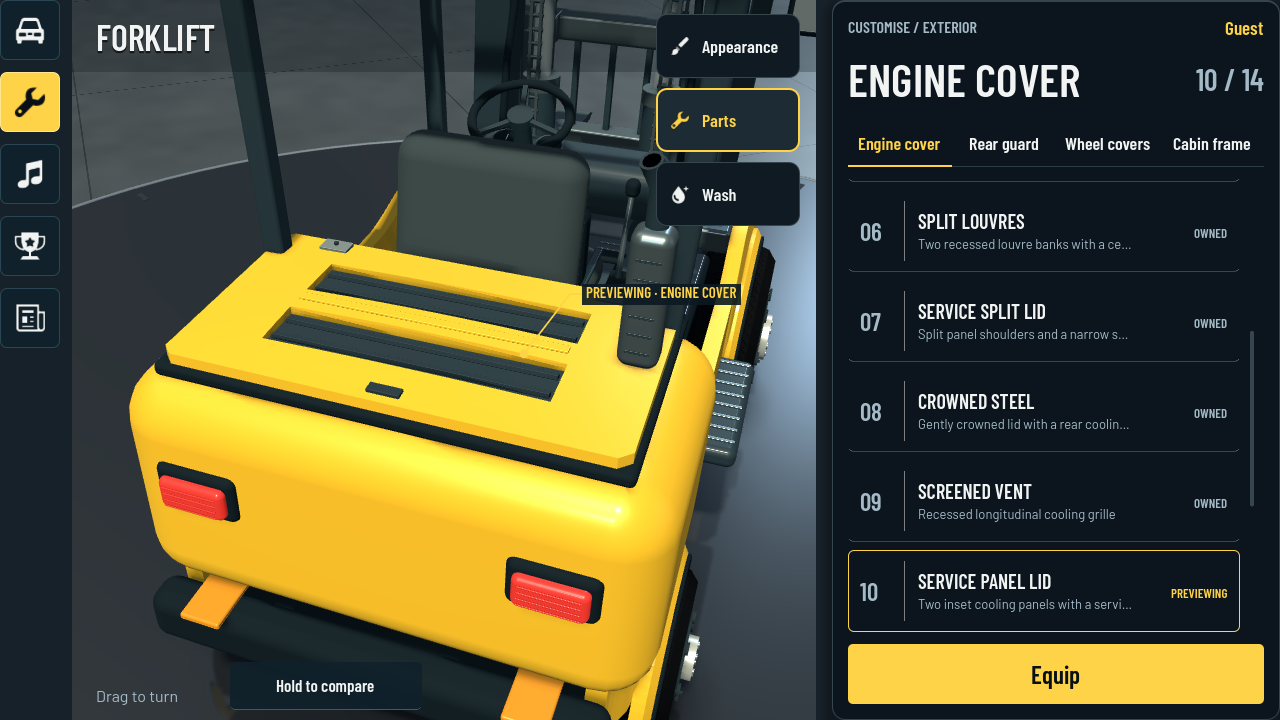 FORKLIFT
Appearance
Parts
Wash
PREVIEWING · ENGINE COVER
Drag to turn
Hold to compare
CUSTOMISE / EXTERIOR
Guest
ENGINE COVER
10 / 14
Engine cover
Rear guard
Wheel covers
Cabin frame
06
SPLIT LOUVRES
Two recessed louvre banks with a ce...
OWNED
07
SERVICE SPLIT LID
Split panel shoulders and a narrow s...
OWNED
08
CROWNED STEEL
Gently crowned lid with a rear coolin...
OWNED
09
SCREENED VENT
Recessed longitudinal cooling grille
OWNED
10
SERVICE PANEL LID
Two inset cooling panels with a servi...
PREVIEWING
Equip